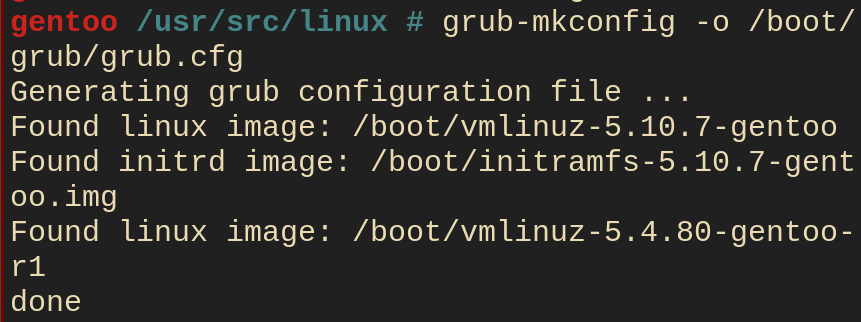 gentoo /usr/src/linux # grub-mkconfig -o /boot/
grub/grub.cfg
Generating grub configuration file ...
Found linux image: /boot/vmlinuz-5.10.7-gentoo
Found initrd image: /boot/initramfs-5.10.7-gent
oo.img
Found linux image: /boot/vmlinuz-5.4.80-gentoo-
r1
done